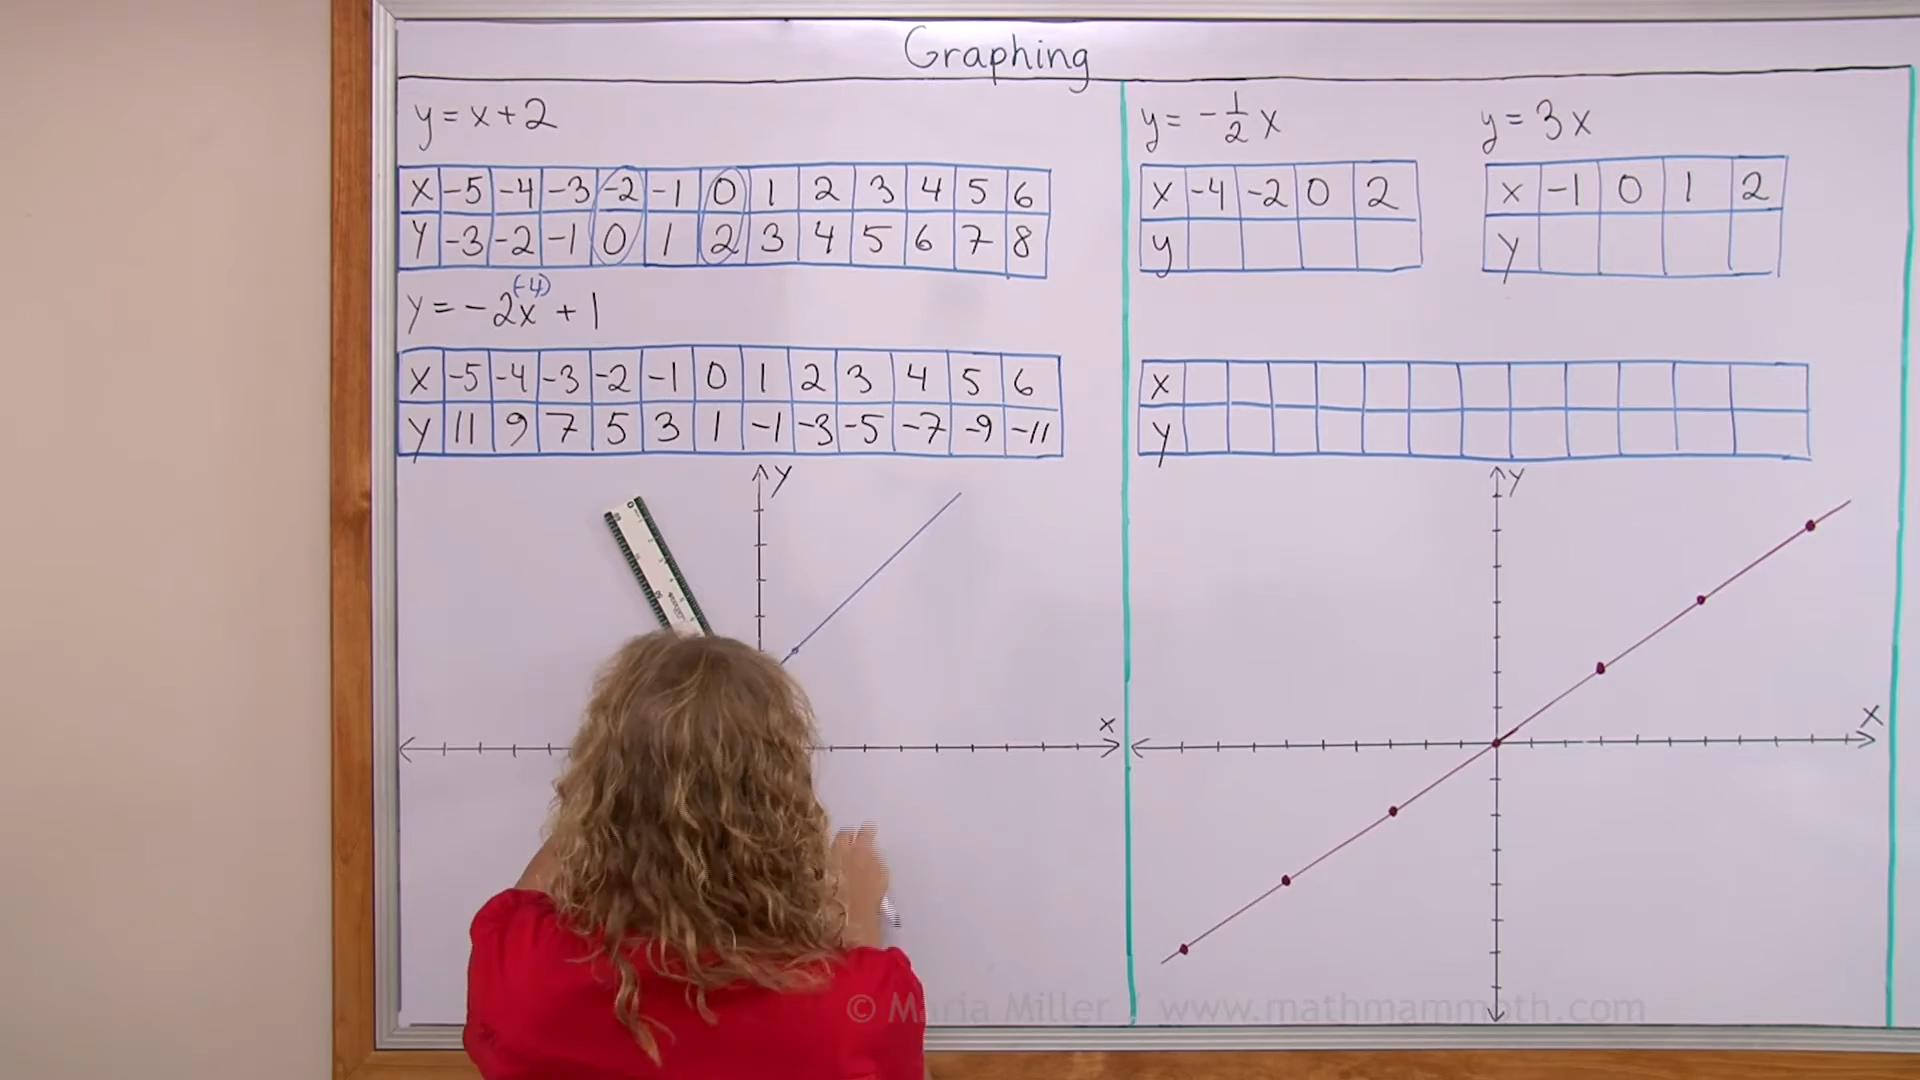 Graphing
y = x + 2
X -5 -4 -3 -2 -1 0 1 2 3 4 5 6
Y -3 -2 -1 0 1 2 3 4 5 6 7 8
(-4)
y = -2x + 1
X -5 -4 -3 -2 -1 0 1 2 3 4 5 6
Y 11 9 7 5 3 1 -1 -3 -5 -7 -9 -11
Y
X
y = -1/2 x
X -4 -2 0 2
y
y = 3x
X -1 0 1 2
Y
X
Y
Y
X
© Maria Miller / www.mathmammoth.com